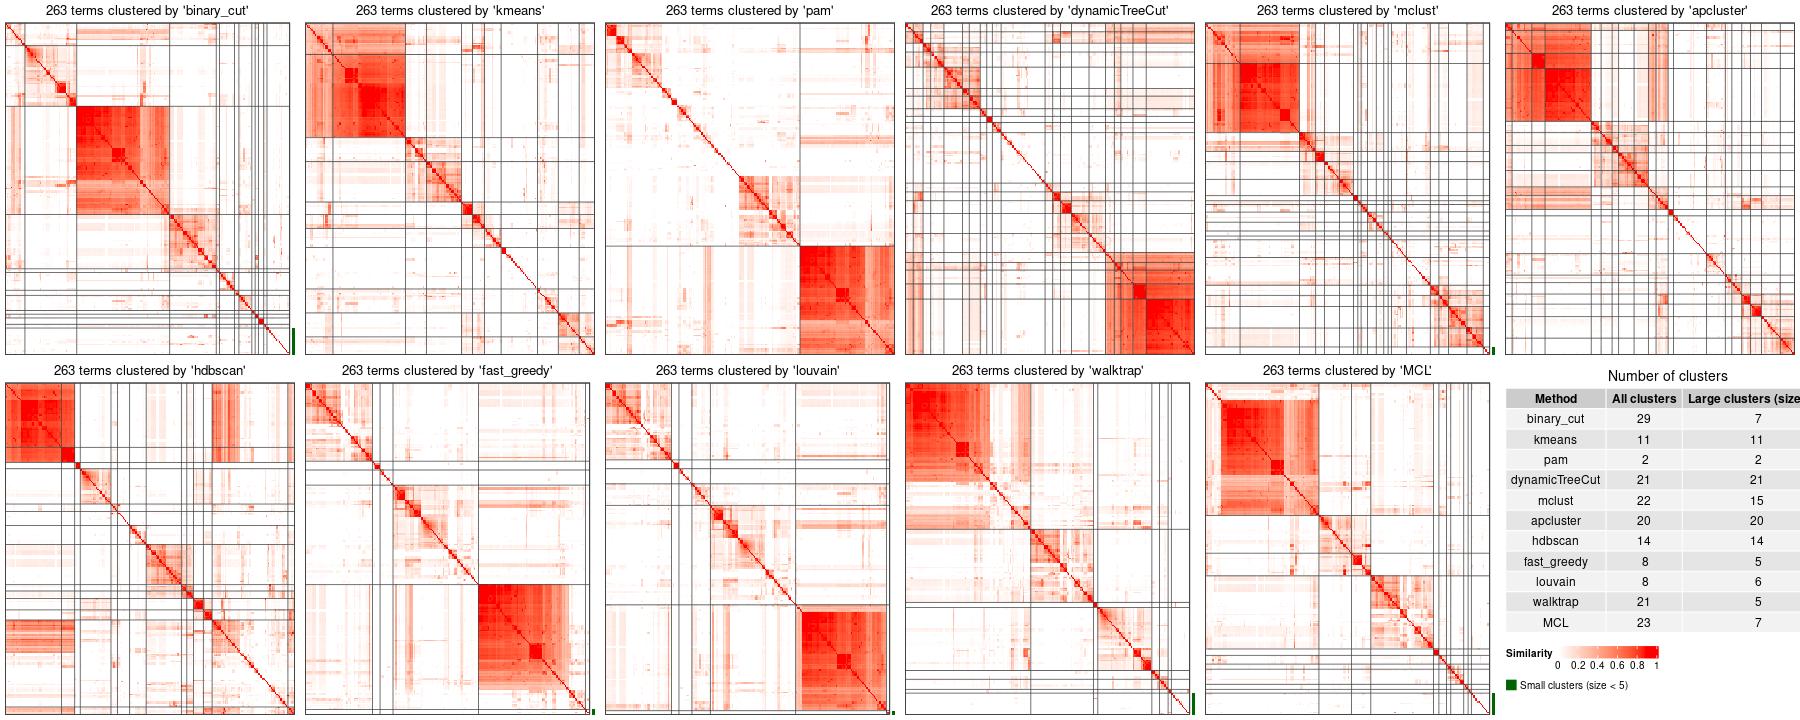 263 terms clustered by 'binary_cut'
263 terms clustered by 'kmeans'
263 terms clustered by 'pam'
263 terms clustered by 'dynamicTreeCut'
263 terms clustered by 'mclust'
263 terms clustered by 'apcluster'
263 terms clustered by 'hdbscan'
263 terms clustered by 'fast_greedy'
263 terms clustered by 'louvain'
263 terms clustered by 'walktrap'
263 terms clustered by 'MCL'
Number of clusters
Method All clusters Large clusters (size
binary_cut 29 7
kmeans 11 11
pam 2 2
dynamicTreeCut 21 21
mclust 22 15
apcluster 20 20
hdbscan 14 14
fast_greedy 8 5
louvain 8 6
walktrap 21 5
MCL 23 7
Similarity
0 0.2 0.4 0.6 0.8 1
Small clusters (size < 5)